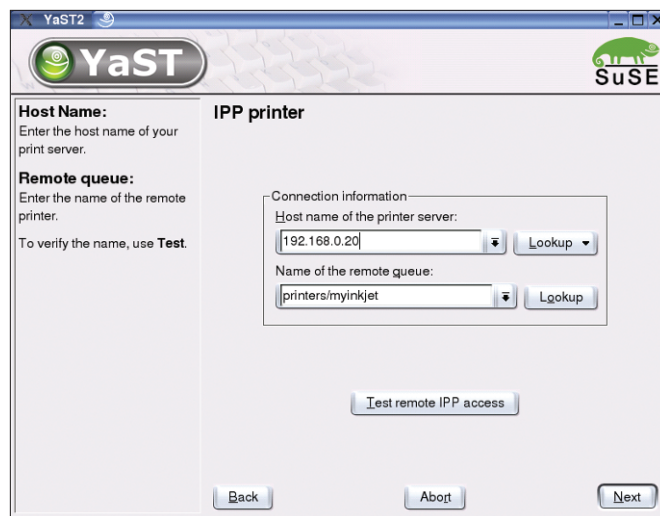 YaST2
YaST
SuSE
Host Name:
Enter the host name of your
print server.
Remote queue:
Enter the name of the remote
printer.
To verify the name, use Test.
IPP printer
Connection information
Host name of the printer server:
192.168.0.20
Lookup
Name of the remote queue:
printers/myinkjet
Lookup
Test remote IPP access
Back
Abort
Next